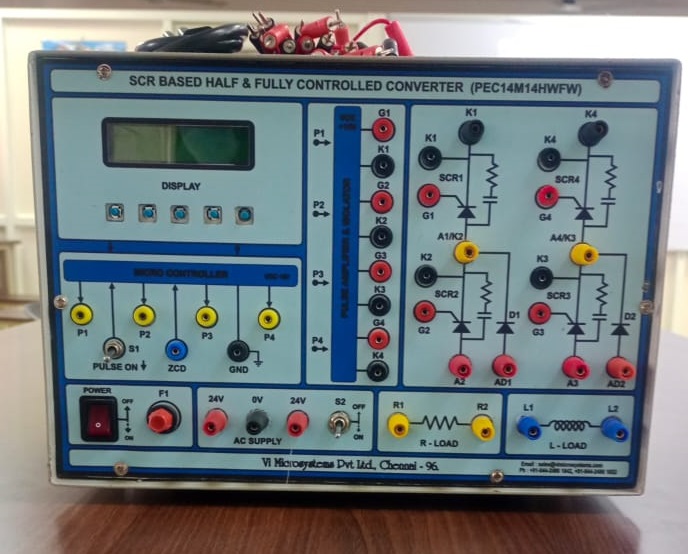 SCR BASED HALF & FULLY CONTROLLED CONVERTER (PEC14M14HWFW)
DISPLAY
MICRO CONTROLLER
P1
P2
P3
P4
S1
PULSE ON
ZCD
GND
P1
P2
P3
P4
PULSE AMPLIFIER & ISOLATOR
G1
K1
G2
K2
G3
K3
G4
K4
K1
K4
K1
K4
SCR1
SCR4
G1
G4
A1/K2
A4/K3
K2
K3
SCR2
SCR3
D1
D2
G2
G3
A2
AD1
A3
AD2
POWER
OFF
ON
F1
24V
0V
24V
S2
OFF
ON
AC SUPPLY
R1
R2
R - LOAD
L1
L2
L - LOAD
Vi Microsystems Pvt Ltd., Chennai - 96.